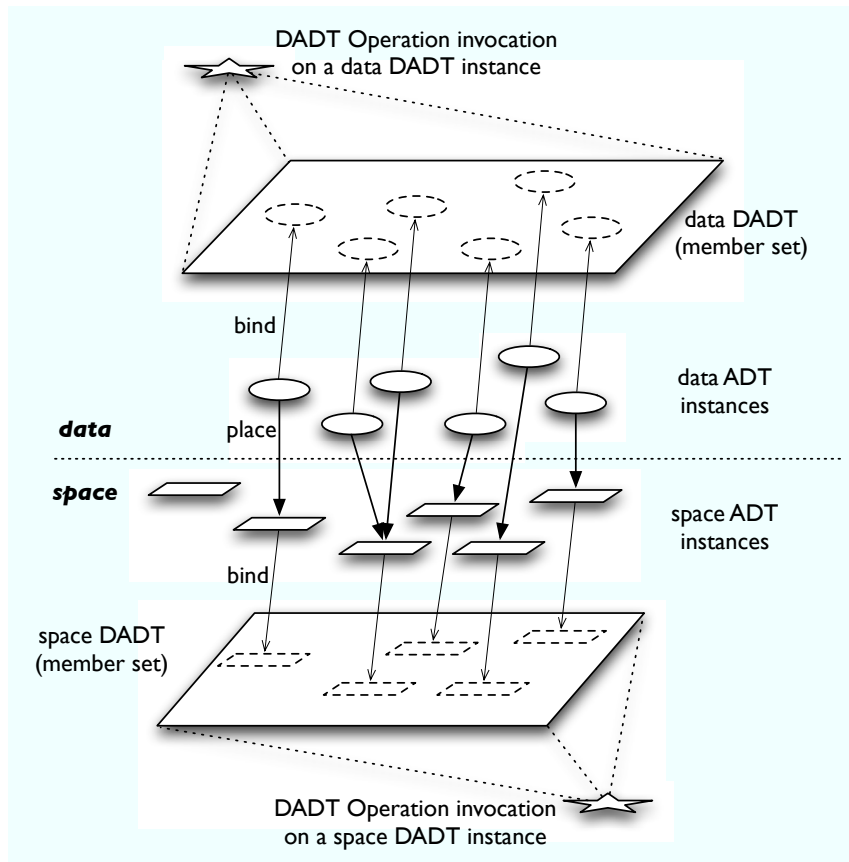 DADT Operation invocation
on a data DADT instance
data DADT
(member set)
bind
data ADT
instances
data
place
space
space ADT
instances
bind
space DADT
(member set)
DADT Operation invocation
on a space DADT instance